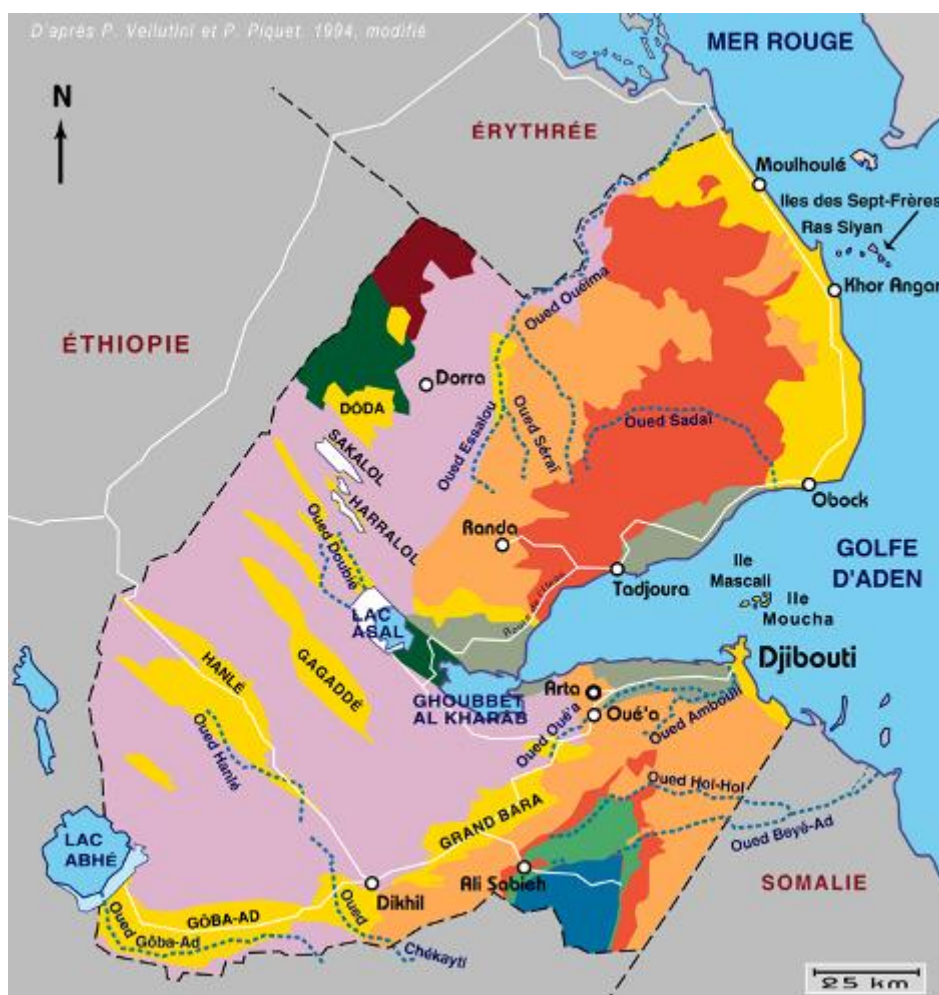 D'après P. Vellutini et P. Piquet. 1994, modifié
MER ROUGE
N
ÉRYTHRÉE
Moulhoulé
Iles des Sept-Frères
Ras Siyan
Oued Ouéïma
Khor Angar
ÉTHIOPIE
Dorra
DÔDA
Oued Essalou
Oued Séraï
Oued Sadaï
SAKALOL
HARRALOL
Obock
Oued Doubié
Randa
GOLFE
D'ADEN
Tadjoura
Ile
Mascali
Ile
Moucha
LAC
ASAL
Djibouti
HANLÉ
GAGADDÉ
GHOUBBET
AL KHARAB
Arta
Oué'a
Oued Oué'a
Oued Ambouli
Oued Hanlé
Oued Hol-Hol
GRAND BARA
Oued Beyé-Ad
LAC
ABHÉ
Ali Sabieh
SOMALIE
Dikhil
GÔBA-AD
Oued
Gôba-Ad
Oued
Chékayti
25 km